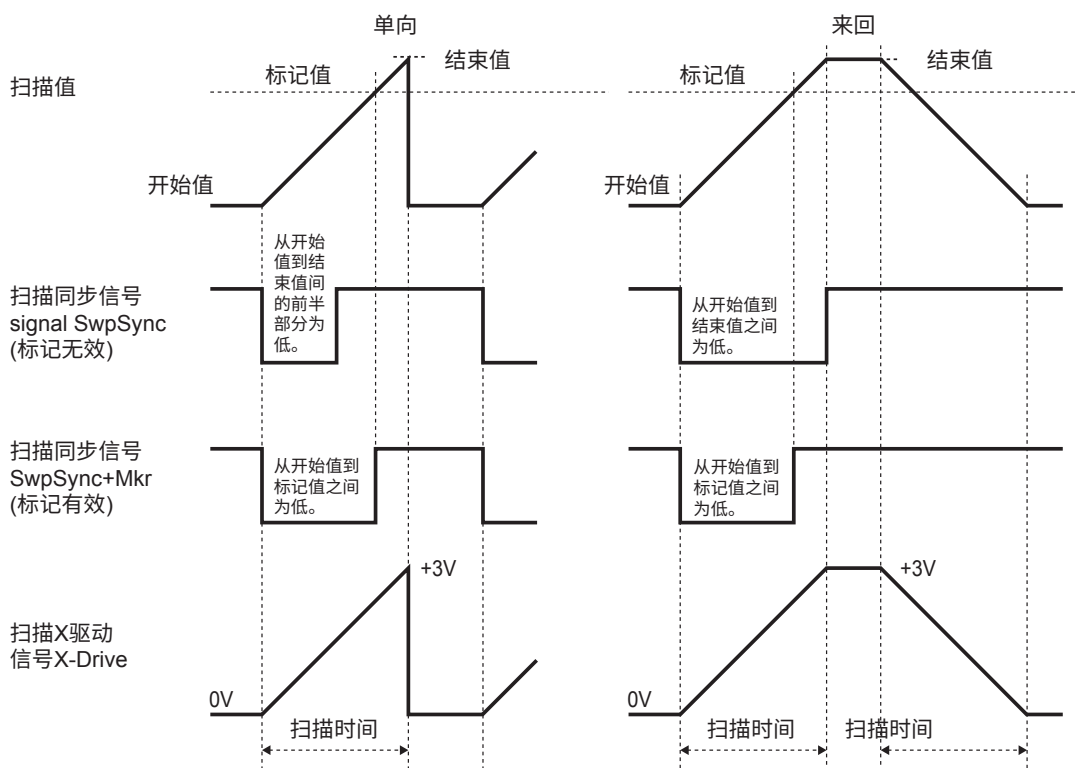 单向
来回
扫描值
标记值
结束值
开始值
标记值
结束值
开始值
扫描同步信号
signal SwpSync
(标记无效)
从开始
值到结
束值间
的前半
部分为
低。
从开始值到
结束值之间
为低。
扫描同步信号
SwpSync+Mkr
(标记有效)
从开始值到
标记值之间
为低。
从开始值到
标记值之间
为低。
扫描X驱动
信号X-Drive
+3V
0V
扫描时间
+3V
0V
扫描时间
扫描时间